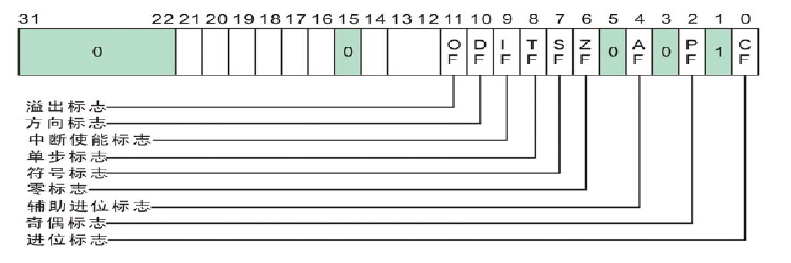 31 22 21 20 19 18 17 16 15 14 13 12 11 10 9 8 7 6 5 4 3 2 1 0
0 0 OF DF IF TF SF ZF 0 AF 0 PF 1 CF
溢出标志
方向标志
中断使能标志
单步标志
符号标志
零标志
辅助进位标志
奇偶标志
进位标志